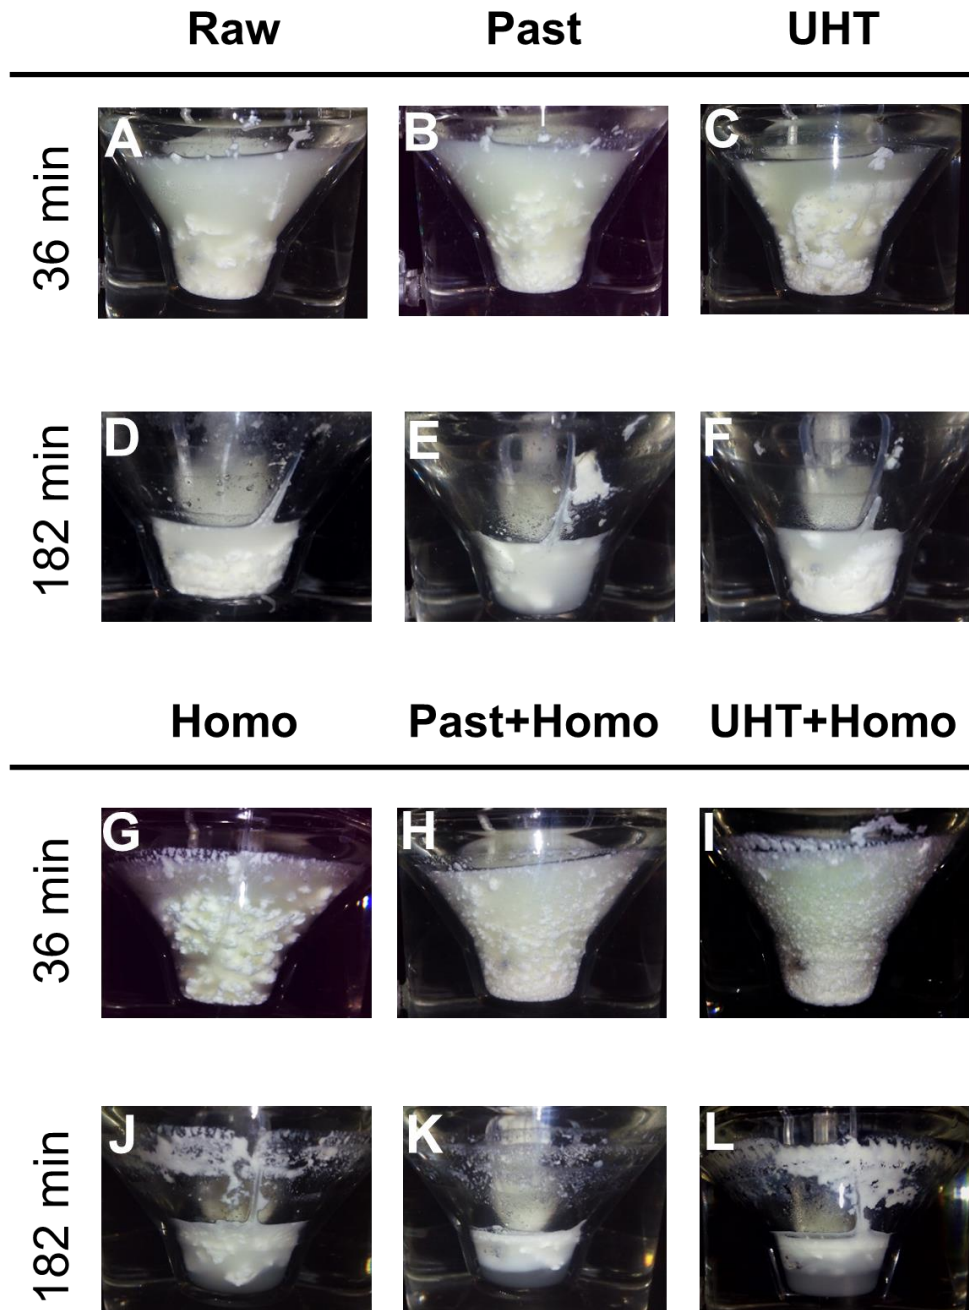 Raw Past UHT
36 min
A B C
182 min
D E F
Homo Past+Homo UHT+Homo
36 min
G H I
182 min
J K L